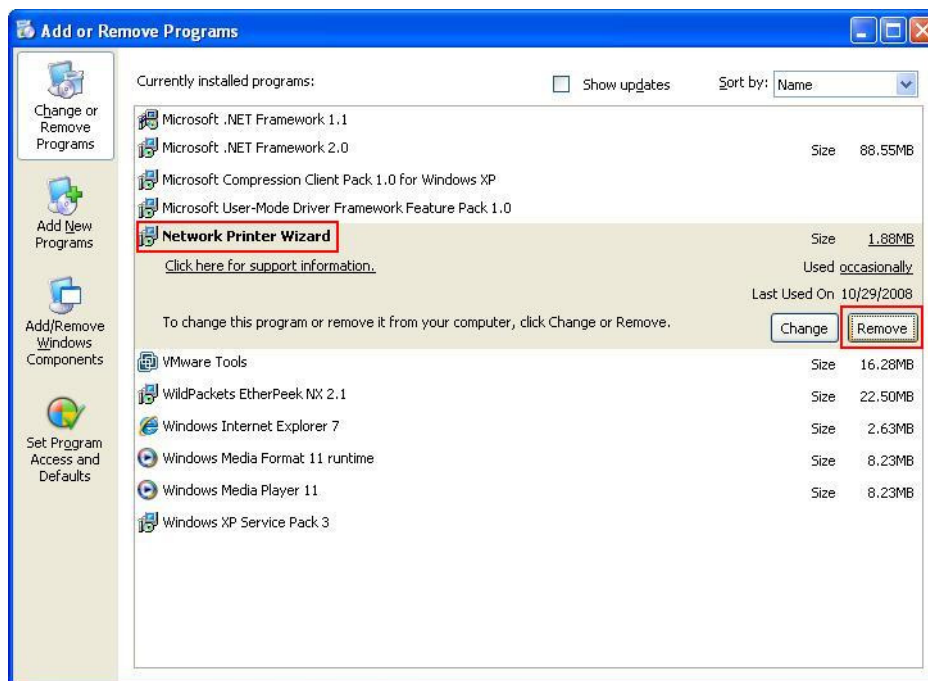 Add or Remove Programs
Change or
Remove
Programs
Add New
Programs
Add/Remove
Windows
Components
Set Program
Access and
Defaults
Currently installed programs:
Show updates
Sort by: Name
Microsoft .NET Framework 1.1
Microsoft .NET Framework 2.0 Size 88.55MB
Microsoft Compression Client Pack 1.0 for Windows XP
Microsoft User-Mode Driver Framework Feature Pack 1.0
Network Printer Wizard Size 1.88MB
Click here for support information. Used occasionally
Last Used On 10/29/2008
To change this program or remove it from your computer, click Change or Remove. Change Remove
VMware Tools Size 16.28MB
WildPackets EtherPeek NX 2.1 Size 22.50MB
Windows Internet Explorer 7 Size 2.63MB
Windows Media Format 11 runtime Size 8.23MB
Windows Media Player 11 Size 8.23MB
Windows XP Service Pack 3